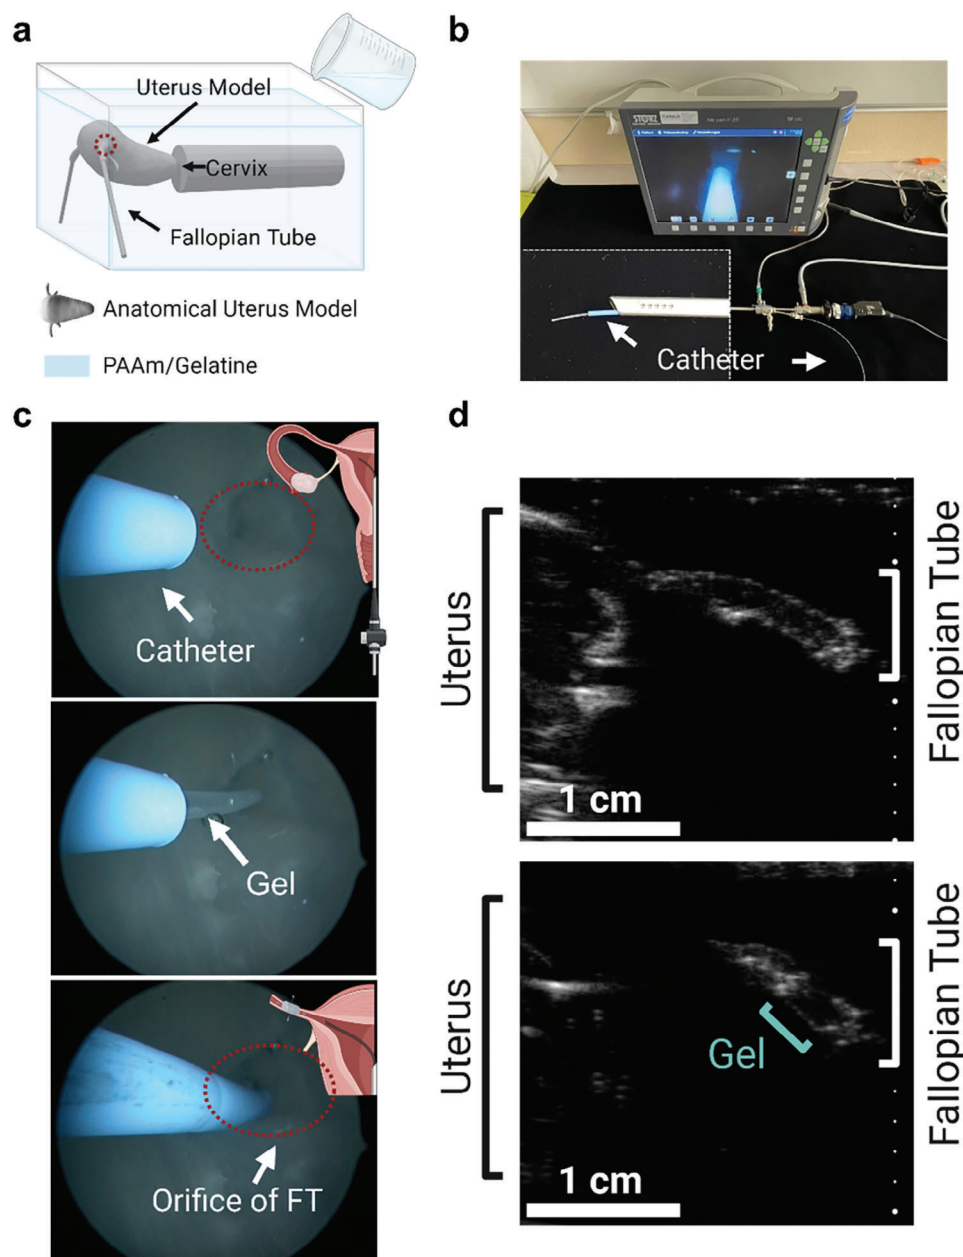 a
Uterus Model
Cervix
Fallopian Tube
Anatomical Uterus Model
PAAm/Gelatine
b
STORZ
Catheter
c
Catheter
Gel
Orifice of FT
d
Uterus
Fallopian Tube
1 cm
Uterus
Fallopian Tube
Gel
1 cm